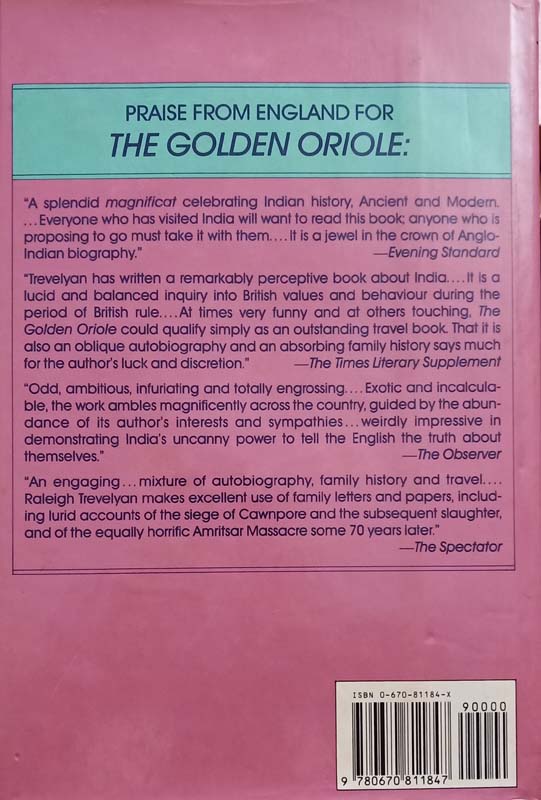 PRAISE FROM ENGLAND FOR
THE GOLDEN ORIOLE:
“A splendid magnificat celebrating Indian history, Ancient and Modern.
...Everyone who has visited India will want to read this book; anyone who is
proposing to go must take it with them....It is a jewel in the crown of Anglo-
Indian biography.” —Evening Standard
“Trevelyan has written a remarkably perceptive book about India....It is a
lucid and balanced inquiry into British values and behaviour during the
period of British rule....At times very funny and at others touching, The
Golden Oriole could qualify simply as an outstanding travel book. That it is
also an oblique autobiography and an absorbing family history says much
for the author's luck and discretion.” —The Times Literary Supplement
“Odd, ambitious, infuriating and totally engrossing....Exotic and incalcula-
ble, the work ambles magnificently across the country, guided by the abun-
dance of its author's interests and sympathies...weirdly impressive in
demonstrating India's uncanny power to tell the English the truth about
themselves.” —The Observer
“An engaging...mixture of autobiography, family history and travel....
Raleigh Trevelyan makes excellent use of family letters and papers, includ-
ing lurid accounts of the siege of Cawnpore and the subsequent slaughter,
and of the equally horrific Amritsar Massacre some 70 years later.”
—The Spectator
ISBN 0-670-81184-X
90000
9 780670 811847